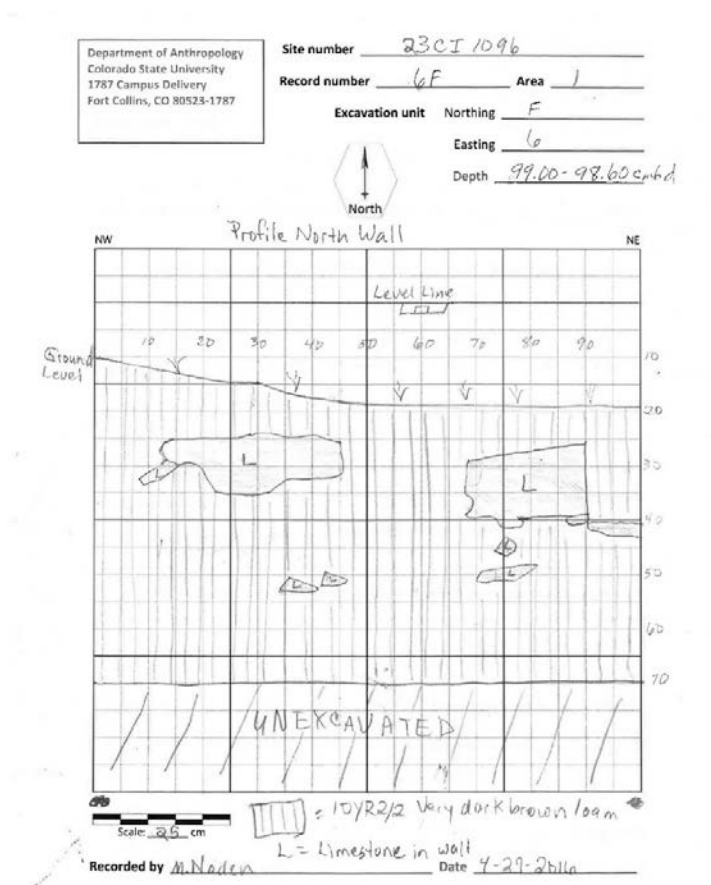 Department of Anthropology
Colorado State University
1787 Campus Delivery
Fort Collins, CO 80523-1787
Site number 23CI1096
Record number 6F Area 1
Excavation unit Northing F
Easting 6
Depth 99.00-98.60 cmbd
North
Profile North Wall
NW NE
Level Line
10 20 30 40 50 60 70 80 90
Ground
Level
10
20
L
L
30
L
40
L
L L L
50
60
70
UNEXCAVATED
= 10YR2/2 Very dark brown loam
Scale: 25 cm
L = Limestone in wall
Recorded by M. Naden Date 4-29-2016